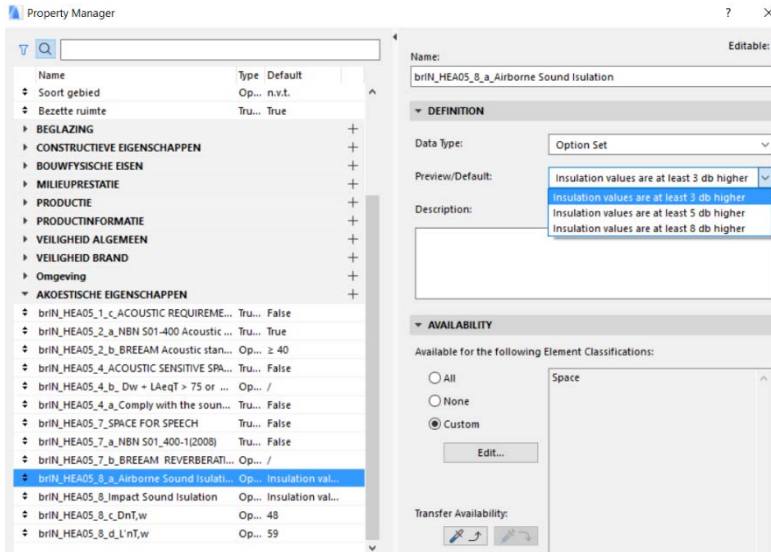 Property Manager
? ×
Name Type Default
Soort gebied Op... n.v.t.
Bezette ruimte Tru... True
BEGLAZING
CONSTRUCTIEVE EIGENSCHAPPEN
BOUWFYSISCHE EISEN
MILIEUPRESTATIE
PRODUCTIE
PRODUCTINFORMATIE
VEILIGHEID ALGEMEEN
VEILIGHEID BRAND
Omgeving
AKOESTISCHE EIGENSCHAPPEN
brIN_HEA05_1_c_ACOUSTIC REQUIREME... Tru... False
brIN_HEA05_2_a_NBN S01-400 Acoustic ... Tru... True
brIN_HEA05_2_b_BREEAM Acoustic stan... Op... ≥ 40
brIN_HEA05_4_ACOUSTIC SENSITIVE SPA... Tru... False
brIN_HEA05_4_b_ Dw + LAeqT > 75 or ... Op... /
brIN_HEA05_4_a_Comply with the soun... Tru... False
brIN_HEA05_7_SPACE FOR SPEECH Tru... False
brIN_HEA05_7_a_NBN S01_400-1(2008) Tru... False
brIN_HEA05_7_b_BREEAM REVERBERATI... Op... /
brIN_HEA05_8_a_Airborne Sound Isulati... Op... Insulation val...
brIN_HEA05_8_Impact Sound Isulation Op... Insulation val...
brIN_HEA05_8_c_DnT,w Op... 48
brIN_HEA05_8_d_L'nT,w Op... 59
Editable:
Name:
brIN_HEA05_8_a_Airborne Sound Isulation
DEFINITION
Data Type: Option Set
Preview/Default: Insulation values are at least 3 db higher
Insulation values are at least 3 db higher
Insulation values are at least 5 db higher
Insulation values are at least 8 db higher
Description:
AVAILABILITY
Available for the following Element Classifications:
All
None
Custom
Edit...
Space
Transfer Availability: